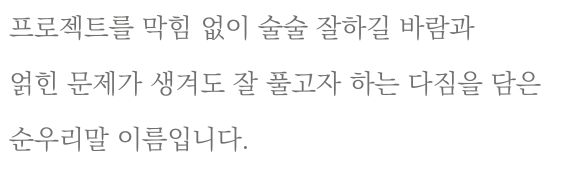 프로젝트를 막힘 없이 술술 잘하길 바람과
얽힌 문제가 생겨도 잘 풀고자 하는 다짐을 담은
순우리말 이름입니다.